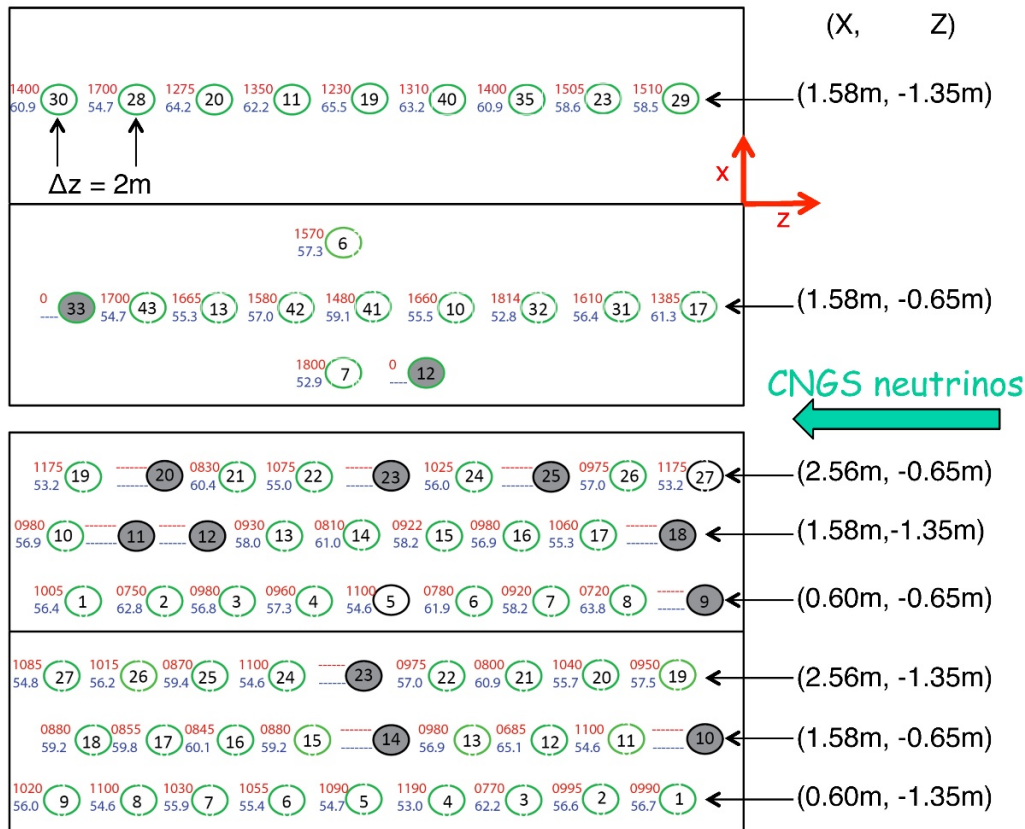 (X, Z)
1400 1700 1275 1350 1230 1310 1400 1505 1510
30 28 20 11 19 40 35 23 29 (1.58m, -1.35m)
60.9 54.7 64.2 62.2 65.5 63.2 60.9 58.6 58.5
Δz = 2m
x
z
1570
6
57.3
0 1700 1665 1580 1480 1660 1814 1610 1385
33 43 13 42 41 10 32 31 17 (1.58m, -0.65m)
---- 54.7 55.3 57.0 59.1 55.5 52.8 56.4 61.3
1800 0
7 12
52.9 ----
CNGS neutrinos
1175 ------- 0830 1075 ------- 1025 ------- 0975 1175
19 20 21 22 23 24 25 26 27 (2.56m, -0.65m)
53.2 ------- 60.4 55.0 ------- 56.0 ------- 57.0 53.2
0980 ------- ------- 0930 0810 0922 0980 1060 -------
10 11 12 13 14 15 16 17 18 (1.58m,-1.35m)
56.9 ------- ------- 58.0 61.0 58.2 56.9 55.3 -------
1005 0750 0980 0960 1100 0780 0920 0720 -------
1 2 3 4 5 6 7 8 9 (0.60m, -0.65m)
56.4 62.8 56.8 57.3 54.6 61.9 58.2 63.8 -------
1085 1015 0870 1100 ------- 0975 0800 1040 0950
27 26 25 24 23 22 21 20 19 (2.56m, -1.35m)
54.8 56.2 59.4 54.6 ------- 57.0 60.9 55.7 57.5
0880 0855 0845 0880 ------- 0980 0685 1100 -------
18 17 16 15 14 13 12 11 10 (1.58m, -0.65m)
59.2 59.8 60.1 59.2 ------- 56.9 65.1 54.6 -------
1020 1100 1030 1055 1090 1190 0770 0995 0990
9 8 7 6 5 4 3 2 1 (0.60m, -1.35m)
56.0 54.6 55.9 55.4 54.7 53.0 62.2 56.6 56.7